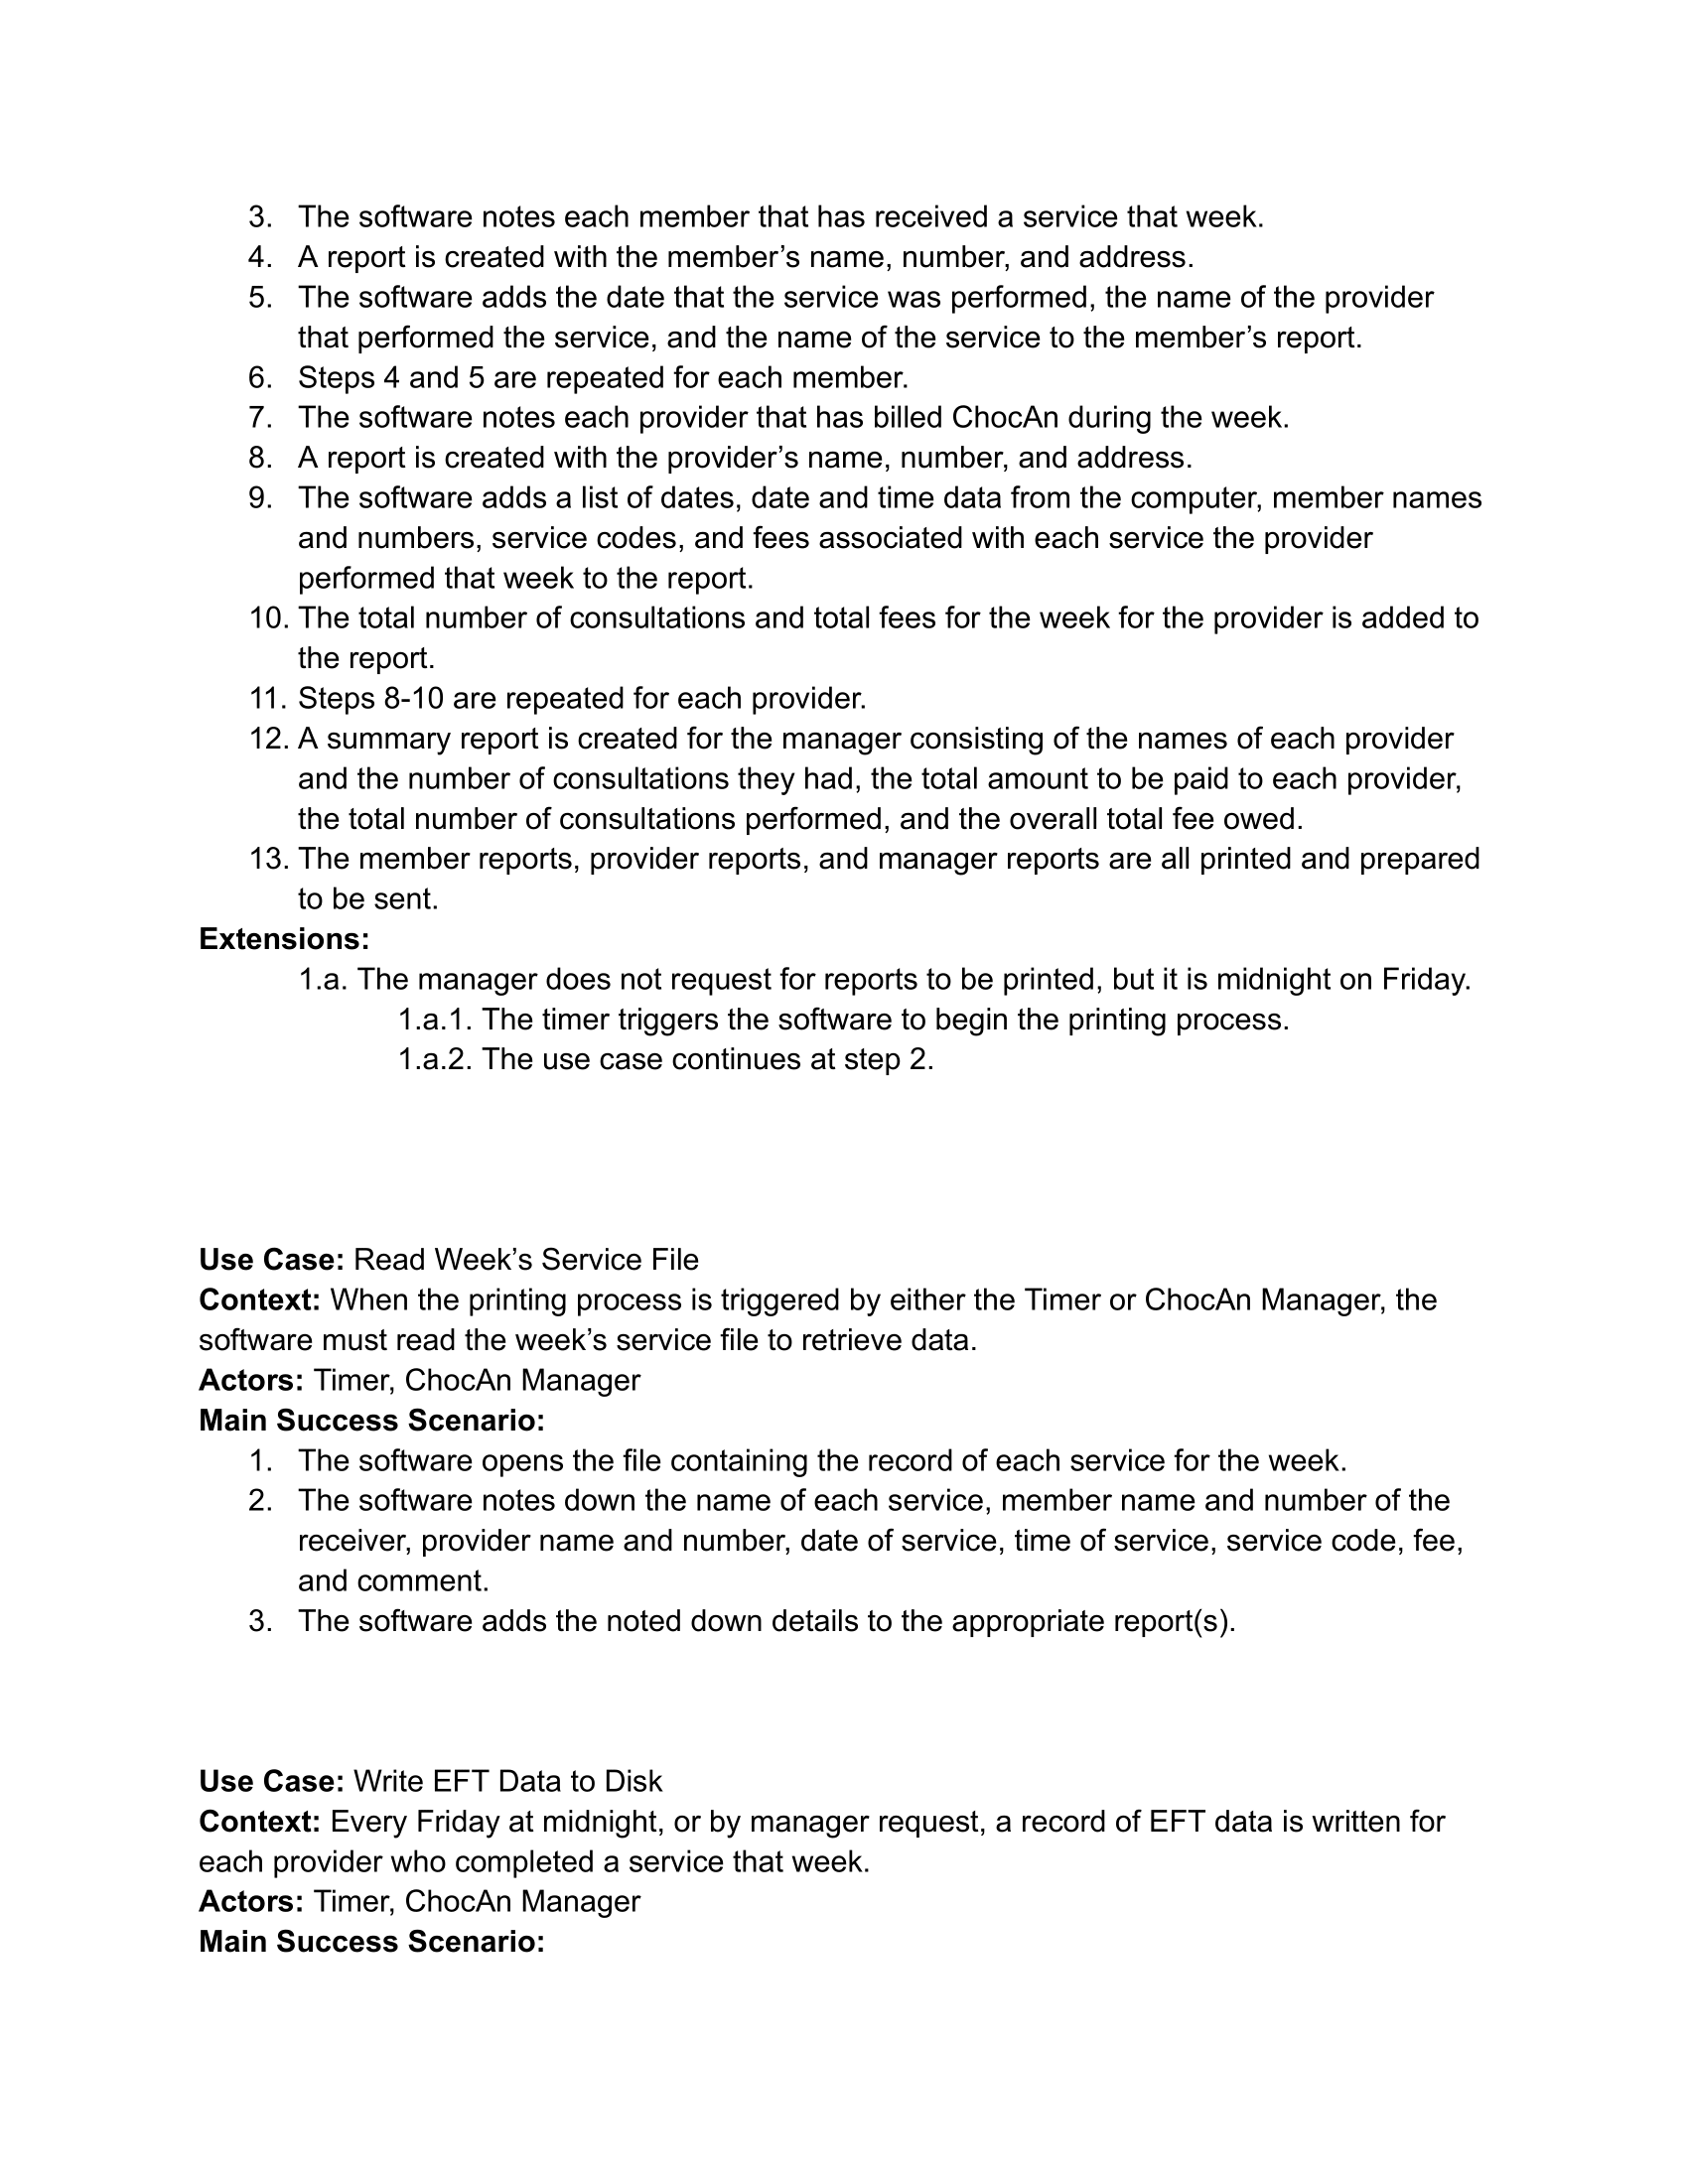 3. The software notes each member that has received a service that week.
4. A report is created with the member’s name, number, and address.
5. The software adds the date that the service was performed, the name of the provider
that performed the service, and the name of the service to the member’s report.
6. Steps 4 and 5 are repeated for each member.
7. The software notes each provider that has billed ChocAn during the week.
8. A report is created with the provider’s name, number, and address.
9. The software adds a list of dates, date and time data from the computer, member names
and numbers, service codes, and fees associated with each service the provider
performed that week to the report.
10. The total number of consultations and total fees for the week for the provider is added to
the report.
11. Steps 8-10 are repeated for each provider.
12. A summary report is created for the manager consisting of the names of each provider
and the number of consultations they had, the total amount to be paid to each provider,
the total number of consultations performed, and the overall total fee owed.
13. The member reports, provider reports, and manager reports are all printed and prepared
to be sent.
Extensions:
1.a. The manager does not request for reports to be printed, but it is midnight on Friday.
1.a.1. The timer triggers the software to begin the printing process.
1.a.2. The use case continues at step 2.
Use Case: Read Week’s Service File
Context: When the printing process is triggered by either the Timer or ChocAn Manager, the
software must read the week’s service file to retrieve data.
Actors: Timer, ChocAn Manager
Main Success Scenario:
1. The software opens the file containing the record of each service for the week.
2. The software notes down the name of each service, member name and number of the
receiver, provider name and number, date of service, time of service, service code, fee,
and comment.
3. The software adds the noted down details to the appropriate report(s).
Use Case: Write EFT Data to Disk
Context: Every Friday at midnight, or by manager request, a record of EFT data is written for
each provider who completed a service that week.
Actors: Timer, ChocAn Manager
Main Success Scenario: